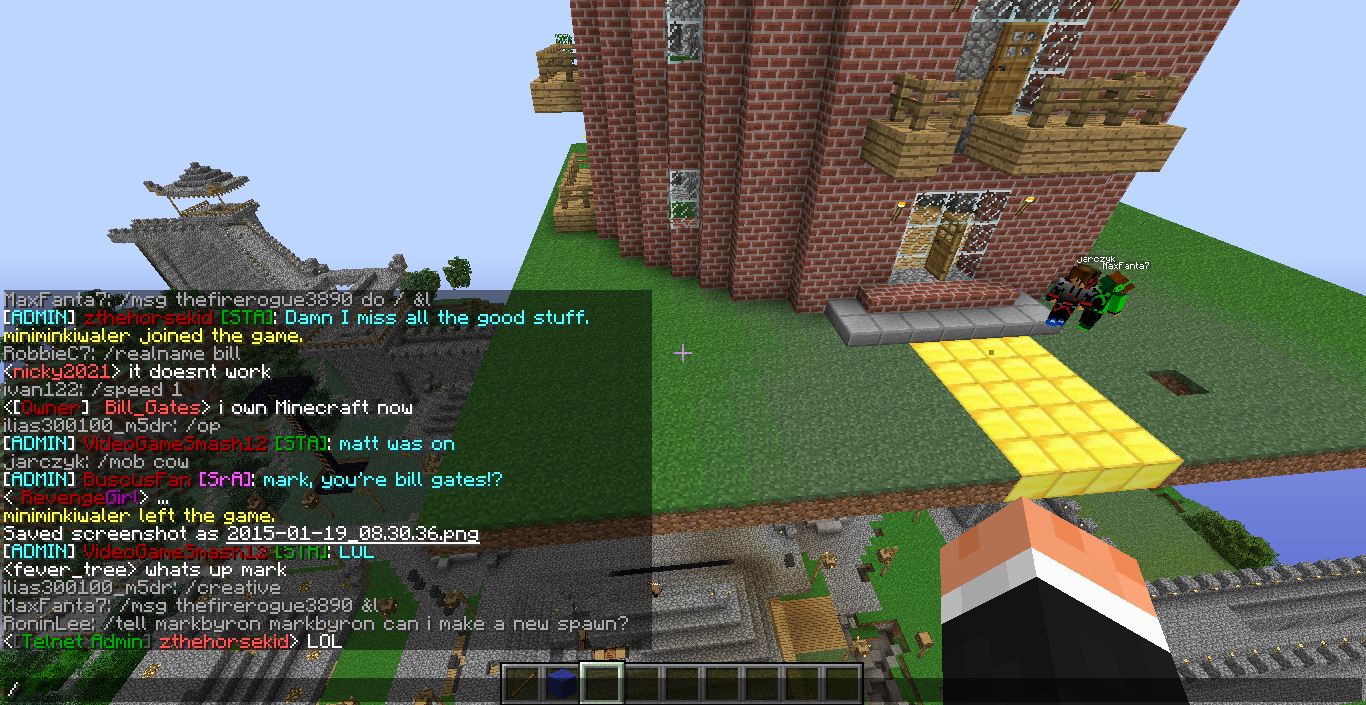 jarczyk
MaxFanta7
MaxFanta7: /msg thefirerogue3890 do / &l
[ADMIN] zthehorsekid [STA]: Damn I miss all the good stuff.
miniminkiwaler joined the game.
RobbieC7: /realname bill
<nicky2021> it doesnt work
ivan122: /speed 1
<[Owner] Bill_Gates> i own Minecraft now
ilias300100_m5dr: /op
[ADMIN] VideoGameSmash12 [STA]: matt was on
jarczyk: /mob cow
[ADMIN] BuscusFan [SrA]: mark, you're bill gates!?
< RevengeGirl> ...
miniminkiwaler left the game.
Saved screenshot as 2015-01-19_08.30.36.png
[ADMIN] VideoGameSmash12 [STA]: LOL
<fever_tree> whats up mark
ilias300100_m5dr: /creative
MaxFanta7: /msg thefirerogue3890 &l
RoninLee: /tell markbyron markbyron can i make a new spawn?
<[Telnet Admin] zthehorsekid> LOL
/